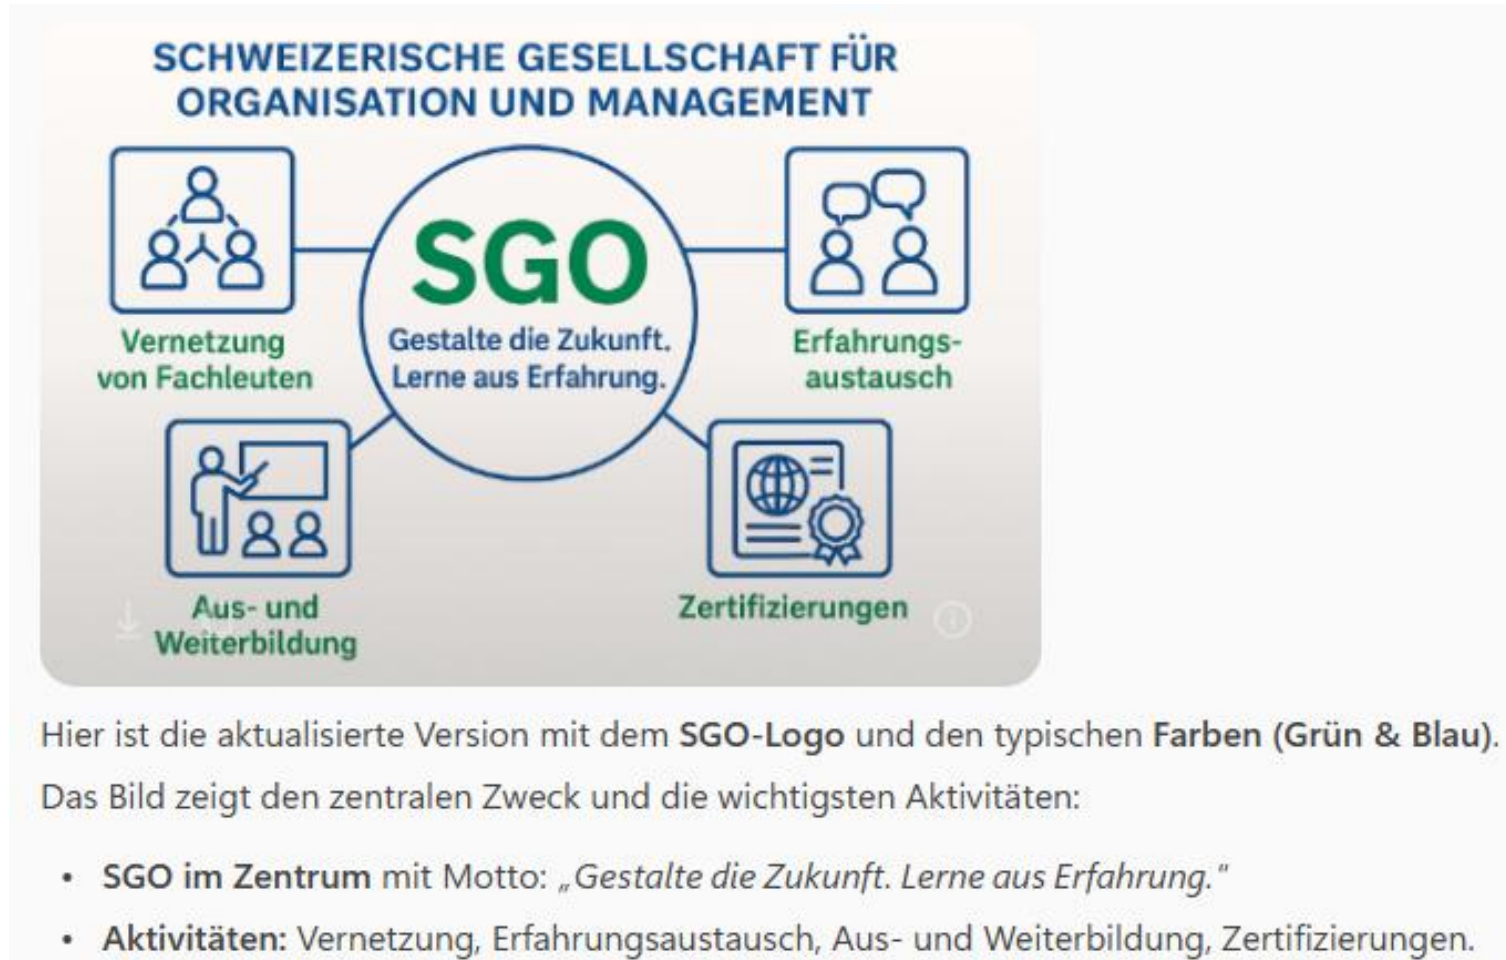 SCHWEIZERISCHE GESELLSCHAFT FÜR
ORGANISATION UND MANAGEMENT
SGO
Gestalte die Zukunft.
Lerne aus Erfahrung.
Vernetzung
von Fachleuten
Erfahrungs-
austausch
Aus- und
Weiterbildung
Zertifizierungen
Hier ist die aktualisierte Version mit dem SGO-Logo und den typischen Farben (Grün & Blau).
Das Bild zeigt den zentralen Zweck und die wichtigsten Aktivitäten:
• SGO im Zentrum mit Motto: „Gestalte die Zukunft. Lerne aus Erfahrung."
• Aktivitäten: Vernetzung, Erfahrungsaustausch, Aus- und Weiterbildung, Zertifizierungen.